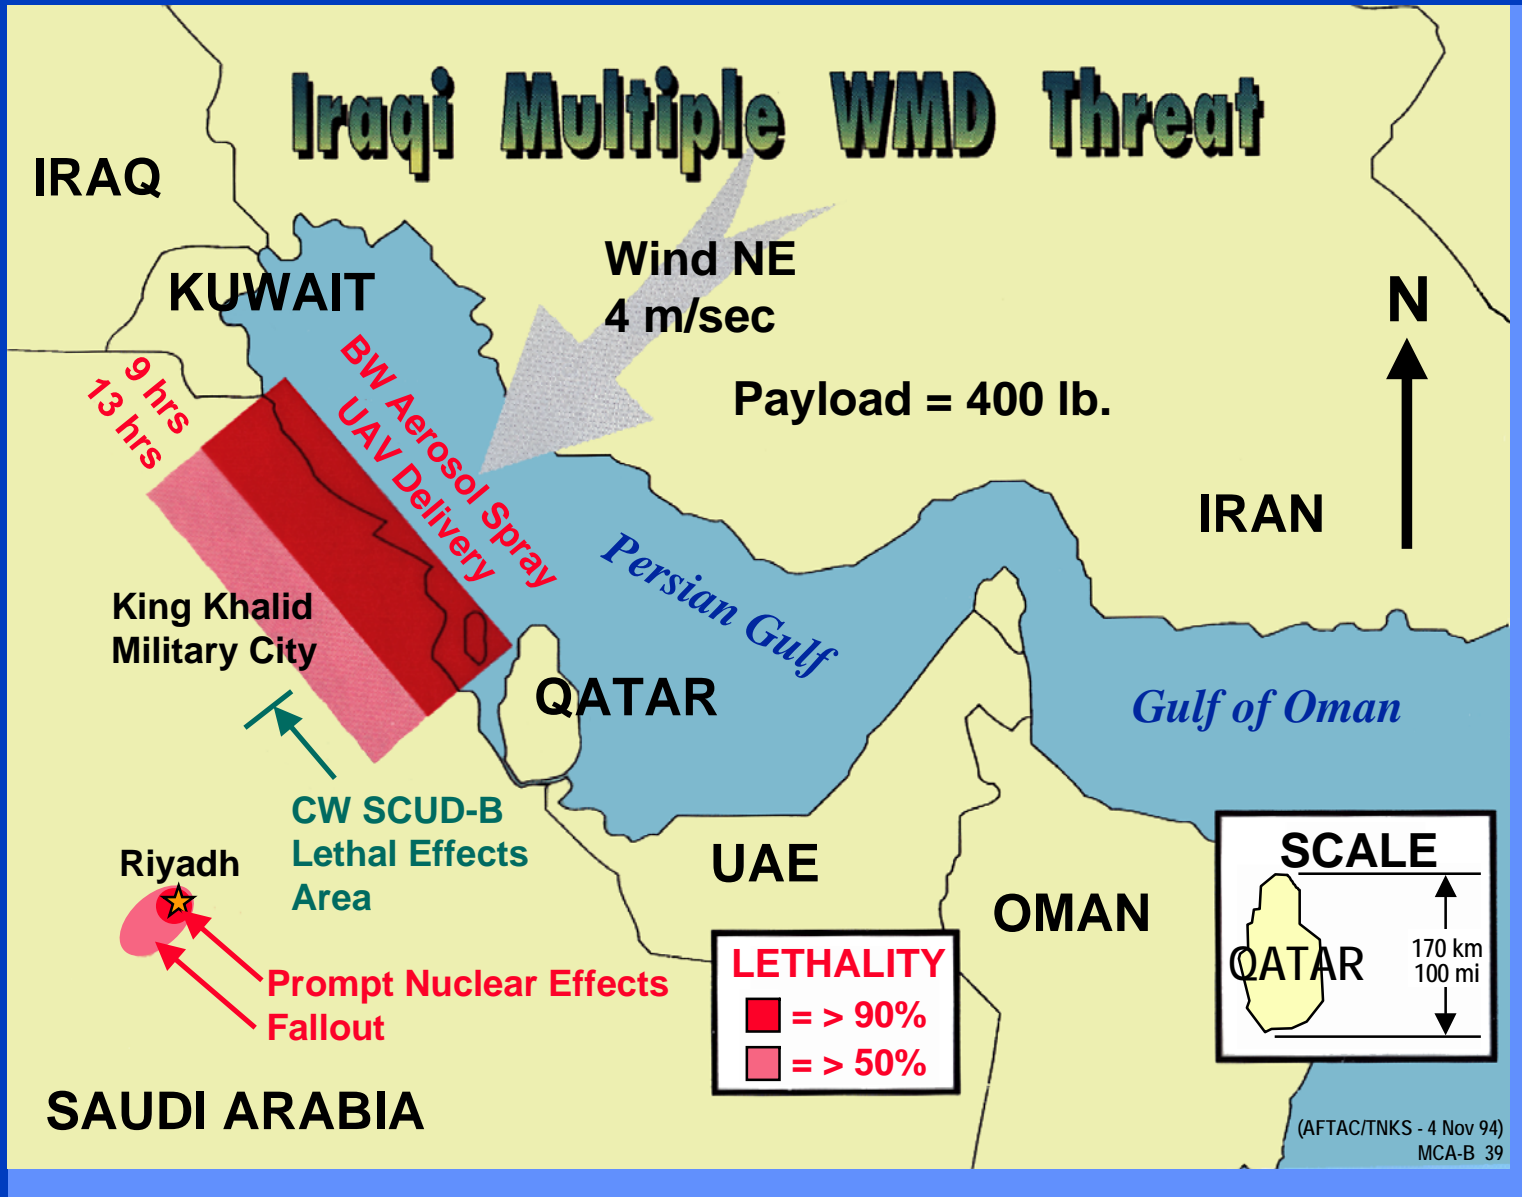 Iraqi Multiple WMD Threat
IRAQ
KUWAIT
Wind NE
4 m/sec
N
Payload = 400 lb.
9 hrs
13 hrs
BW Aerosol Spray
UAV Delivery
IRAN
Persian Gulf
King Khalid
Military City
QATAR
Gulf of Oman
CW SCUD-B
Lethal Effects
Area
Riyadh
UAE
OMAN
SCALE
QATAR
170 km
100 mi
Prompt Nuclear Effects
Fallout
LETHALITY
= > 90%
= > 50%
SAUDI ARABIA
(AFTAC/TNKS - 4 Nov 94)
MCA-B 39